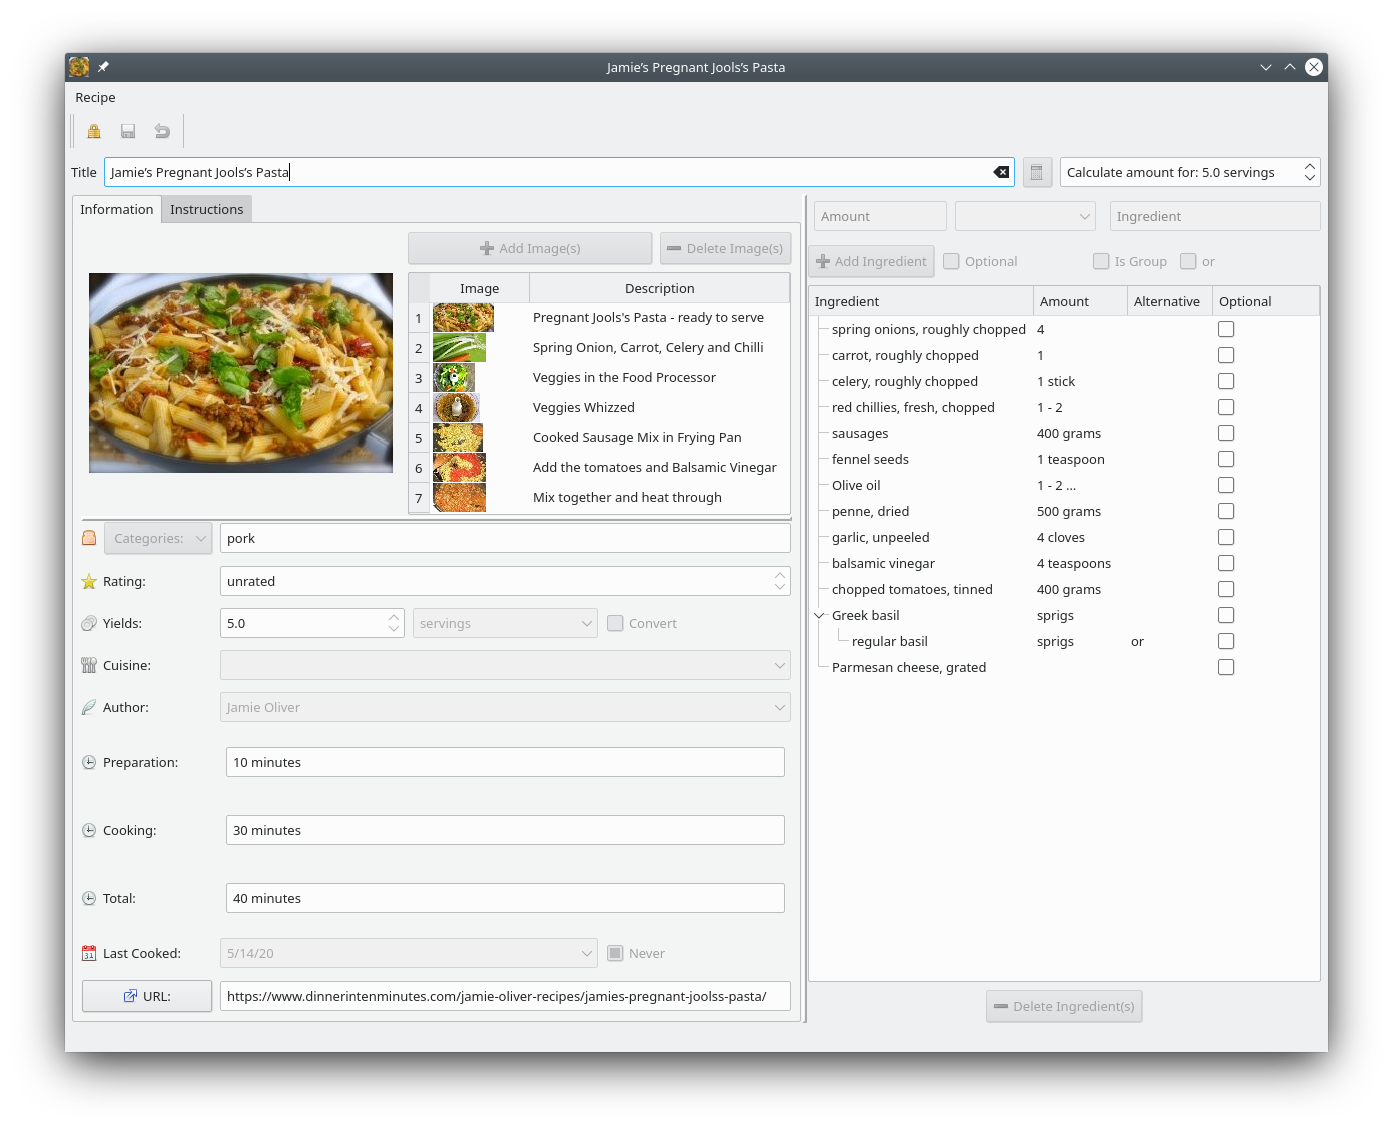 Jamie’s Pregnant Jools’s Pasta
Recipe
Title
Jamie’s Pregnant Jools’s Pasta
Calculate amount for: 5.0 servings
Information
Instructions
Add Image(s)
Delete Image(s)
Image
Description
1
Pregnant Jools's Pasta - ready to serve
2
Spring Onion, Carrot, Celery and Chilli
3
Veggies in the Food Processor
4
Veggies Whizzed
5
Cooked Sausage Mix in Frying Pan
6
Add the tomatoes and Balsamic Vinegar
7
Mix together and heat through
Categories:
pork
Rating:
unrated
Yields:
5.0
servings
Convert
Cuisine:
Author:
Jamie Oliver
Preparation:
10 minutes
Cooking:
30 minutes
Total:
40 minutes
31
Last Cooked:
5/14/20
Never
URL:
https://www.dinnerintenminutes.com/jamie-oliver-recipes/jamies-pregnant-joolss-pasta/
Amount
Ingredient
Add Ingredient
Optional
Is Group
or
Ingredient
Amount
Alternative
Optional
spring onions, roughly chopped
4
carrot, roughly chopped
1
celery, roughly chopped
1 stick
red chillies, fresh, chopped
1 - 2
sausages
400 grams
fennel seeds
1 teaspoon
Olive oil
1 - 2 ...
penne, dried
500 grams
garlic, unpeeled
4 cloves
balsamic vinegar
4 teaspoons
chopped tomatoes, tinned
400 grams
Greek basil
sprigs
regular basil
sprigs
or
Parmesan cheese, grated
Delete Ingredient(s)